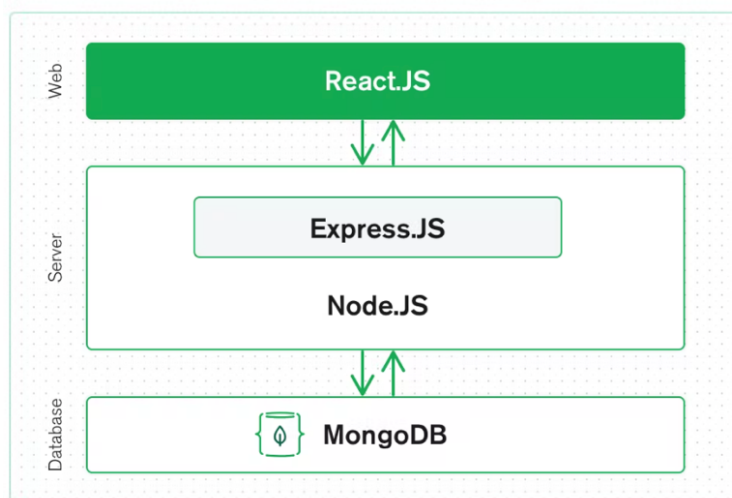 Web
React.JS
Server
Express.JS
Node.JS
Database
MongoDB